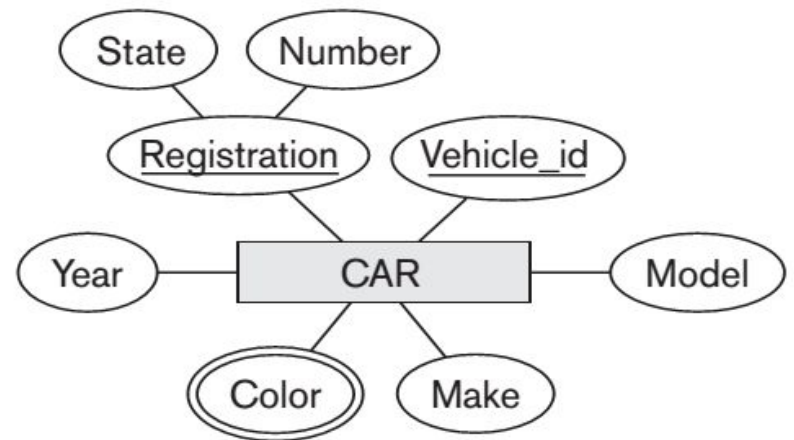 State
Number
Registration
Vehicle_id
Year
CAR
Model
Color
Make